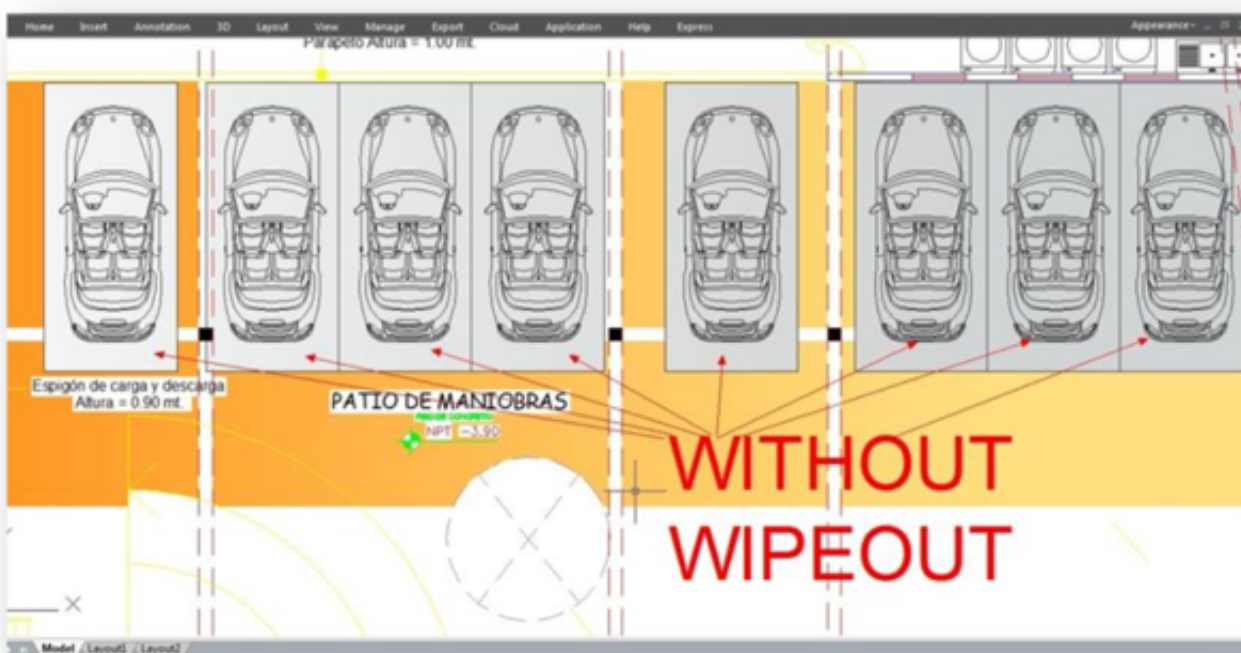 Home Insert Annotation 3D Layout View Manage Export Cloud Application Help Express Appearance
Parapeto Altura = 1.00 mt.
Espigón de carga y descarga
Altura = 0.90 mt.
PATIO DE MANIOBRAS
NPT -3.90
WITHOUT
WIPEOUT
X
Model Layout1 Layout2